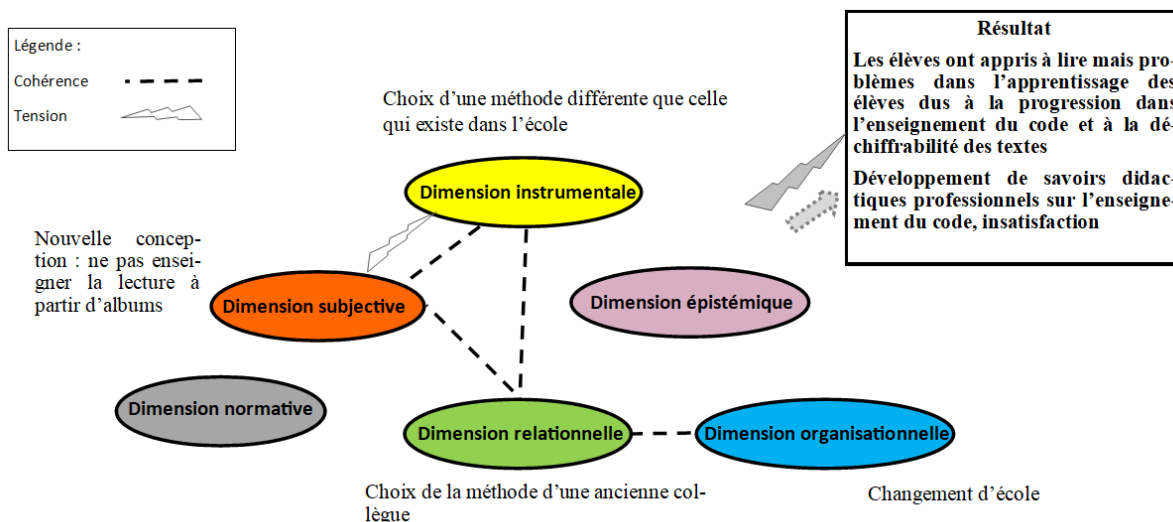 Légende :
Cohérence
Tension
Choix d’une méthode différente que celle
qui existe dans l’école
Résultat
Les élèves ont appris à lire mais pro-
blèmes dans l’apprentissage des
élèves dus à la progression dans
l’enseignement du code et à la dé-
chiffrabilité des textes
Développement de savoirs didac-
tiques professionnels sur l’enseigne-
ment du code, insatisfaction
Dimension instrumentale
Nouvelle concep-
tion : ne pas ensei-
gner la lecture à
partir d’albums
Dimension subjective
Dimension épistémique
Dimension normative
Dimension relationnelle
Dimension organisationnelle
Choix de la méthode d’une ancienne col-
lègue
Changement d’école